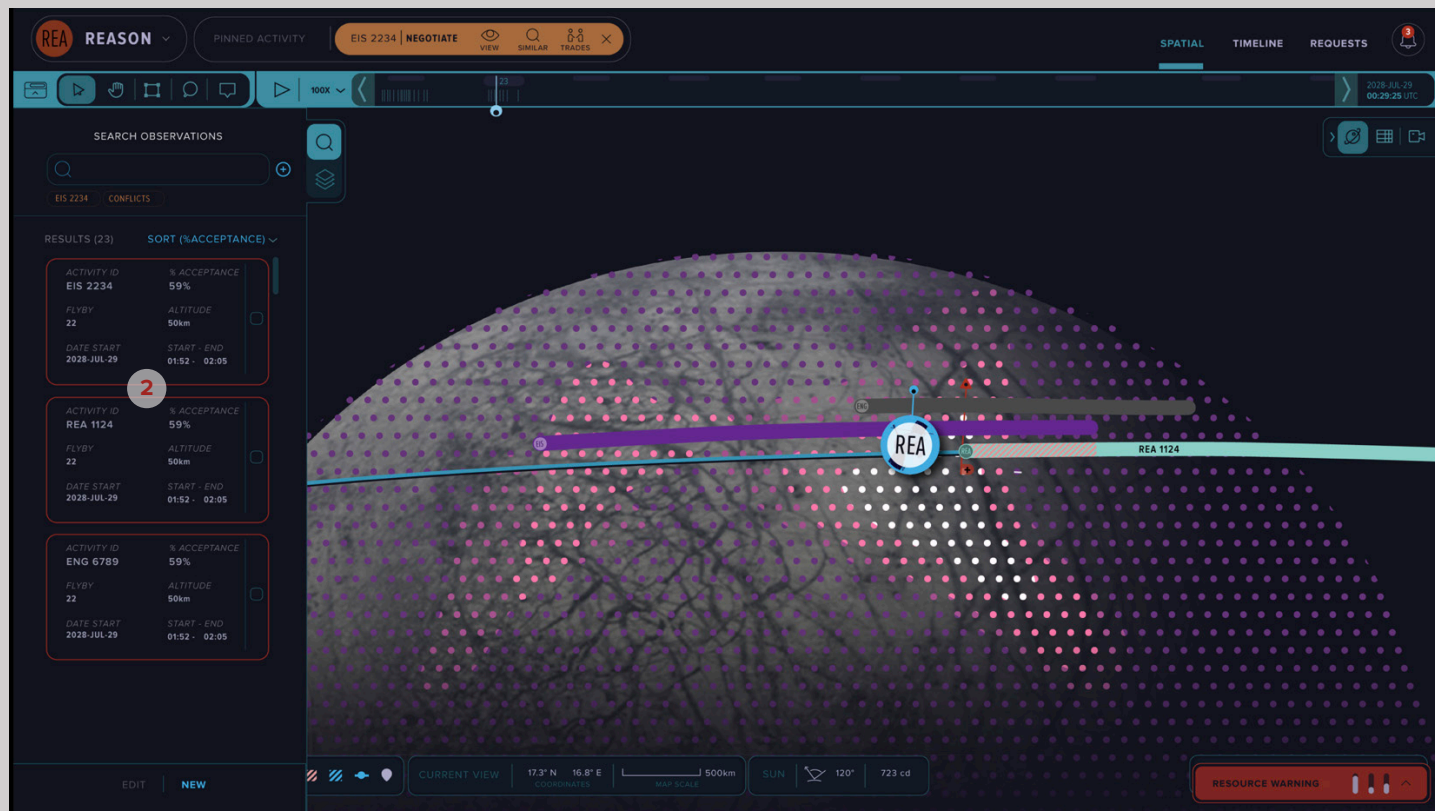 REA REASON
PINNED ACTIVITY
EIS 2234 | NEGOTIATE
VIEW
SIMILAR
TRADES
SPATIAL
TIMELINE
REQUESTS
3
100X
23
2028-JUL-29
00:29:25 UTC
SEARCH OBSERVATIONS
EIS 2234
CONFLICTS
RESULTS (23)
SORT (%ACCEPTANCE)
ACTIVITY ID % ACCEPTANCE
EIS 2234 59%
FLYBY ALTITUDE
22 50km
DATE START START - END
2028-JUL-29 01:52 - 02:05
2
ACTIVITY ID % ACCEPTANCE
REA 1124 59%
FLYBY ALTITUDE
22 50km
DATE START START - END
2028-JUL-29 01:52 - 02:05
ACTIVITY ID % ACCEPTANCE
ENG 6789 59%
FLYBY ALTITUDE
22 50km
DATE START START - END
2028-JUL-29 01:52 - 02:05
EDIT
NEW
ENG
EIS
REA
REA
REA 1124
CURRENT VIEW
17.3° N 16.8° E
COORDINATES
500km
MAP SCALE
SUN
120°
723 cd
RESOURCE WARNING